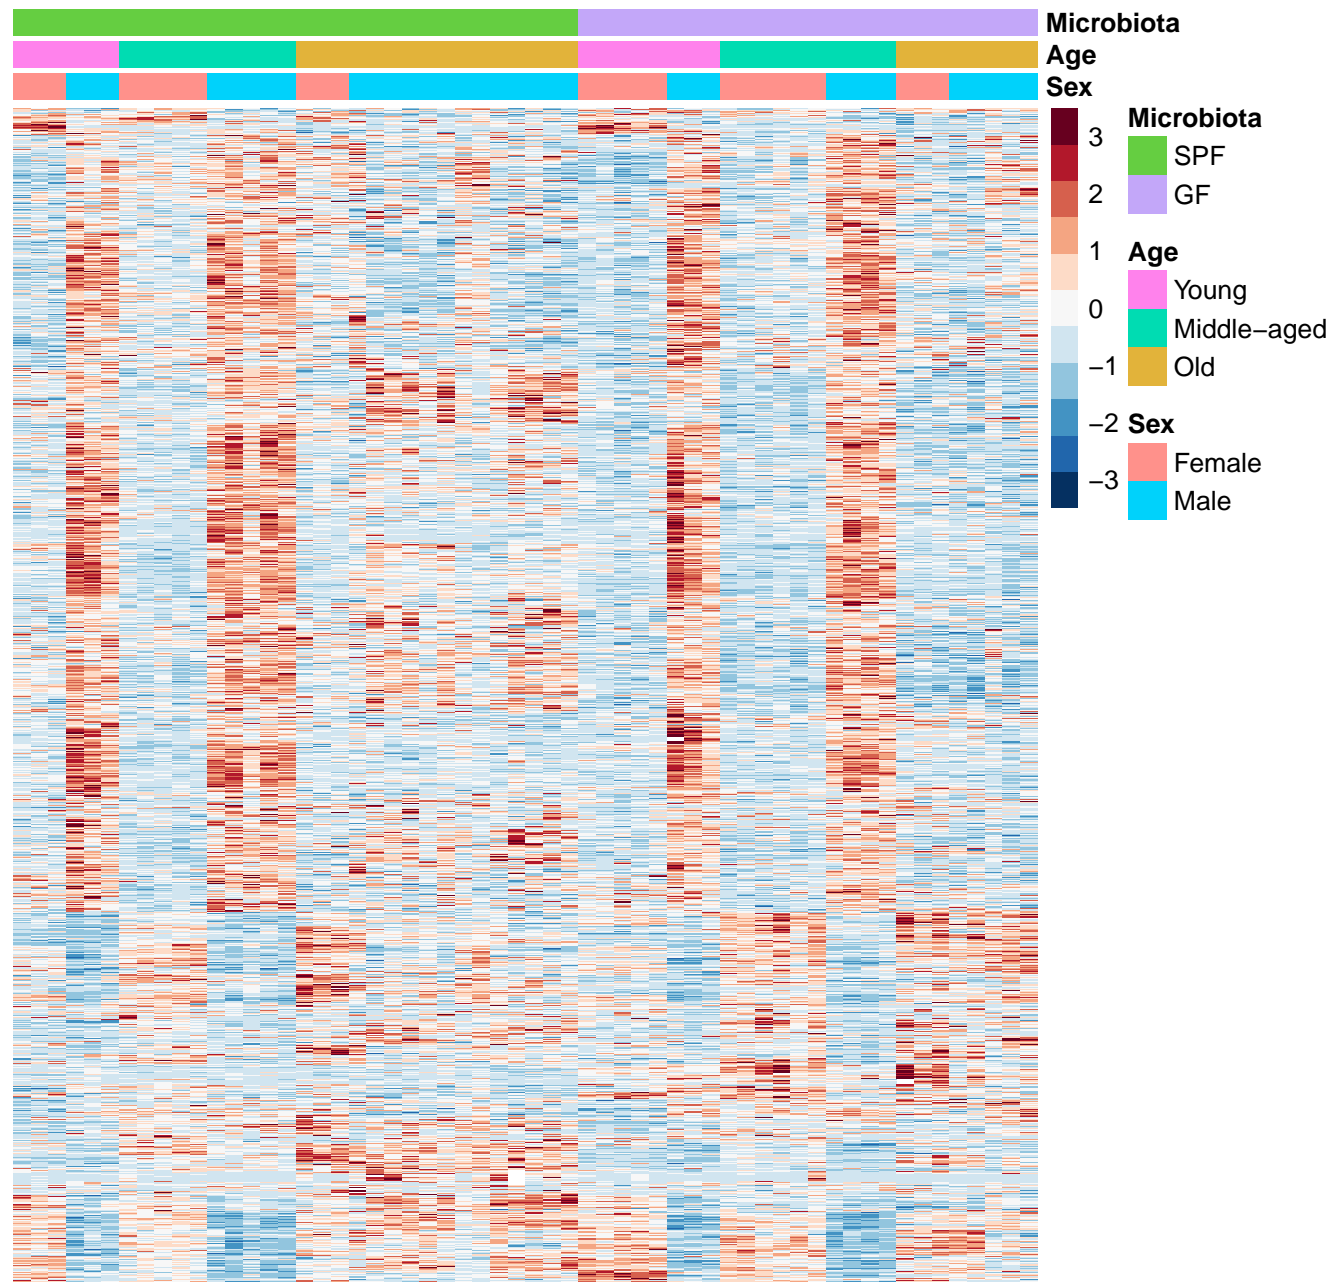 Microbiota
Age
Sex
3
2
1
0
−1
−2
−3
Microbiota
SPF
GF
Age
Young
Middle−aged
Old
Sex
Female
Male